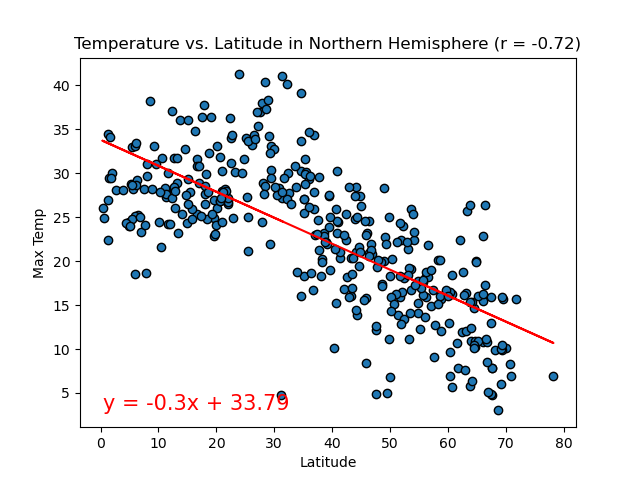 Temperature vs. Latitude in Northern Hemisphere (r = -0.72)
40
35
30
25
20
15
10
5
Max Temp
y = -0.3x + 33.79
0 10 20 30 40 50 60 70 80
Latitude